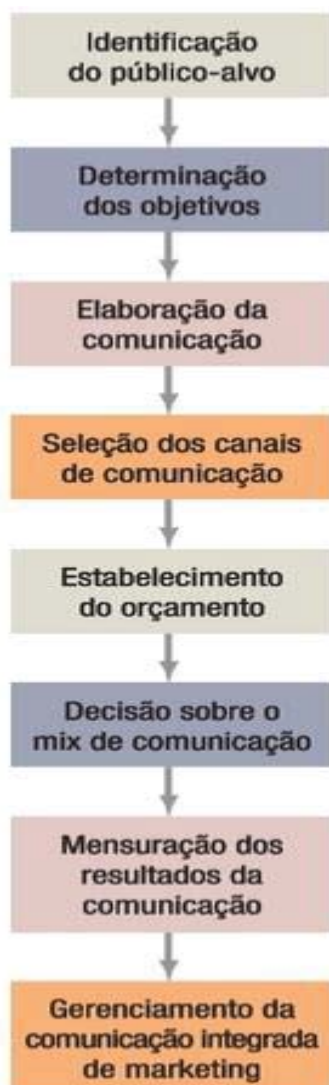 Identificação
do público-alvo
Determinação
dos objetivos
Elaboração da
comunicação
Seleção dos canais
de comunicação
Estabelecimento
do orçamento
Decisão sobre o
mix de comunicação
Mensuração dos
resultados da
comunicação
Gerenciamento da
comunicação integrada
de marketing